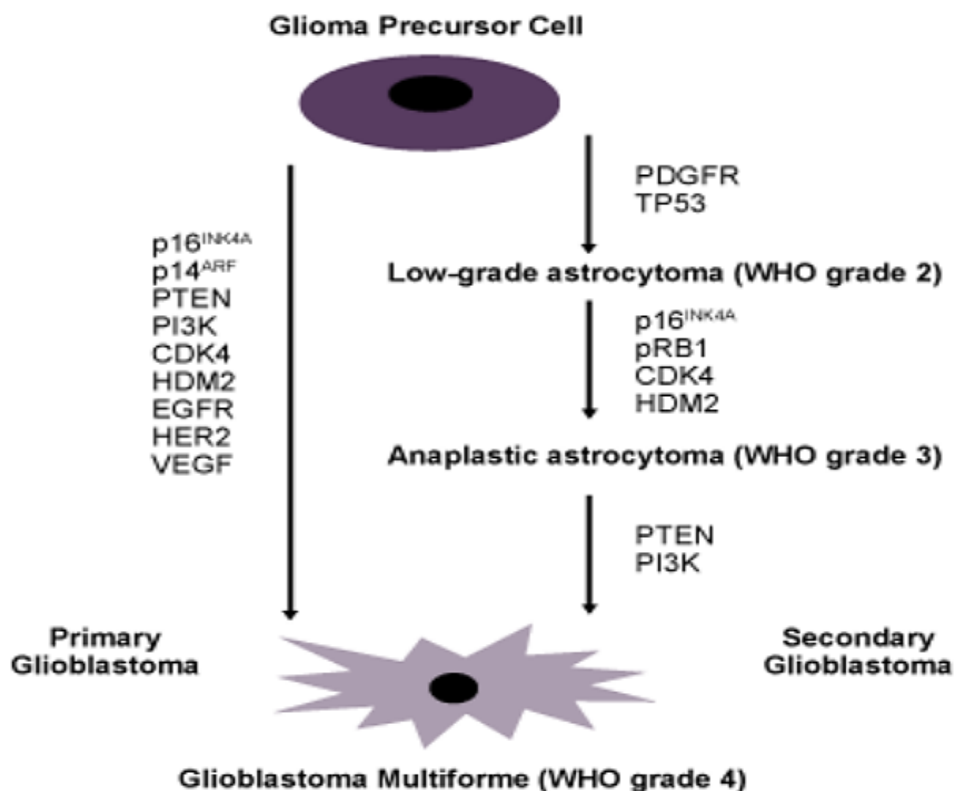 Glioma Precursor Cell
PDGFR
TP53
p16INK4A
p14ARF
PTEN
PI3K
CDK4
HDM2
EGFR
HER2
VEGF
Low-grade astrocytoma (WHO grade 2)
p16INK4A
pRB1
CDK4
HDM2
Anaplastic astrocytoma (WHO grade 3)
PTEN
PI3K
Primary
Glioblastoma
Secondary
Glioblastoma
Glioblastoma Multiforme (WHO grade 4)